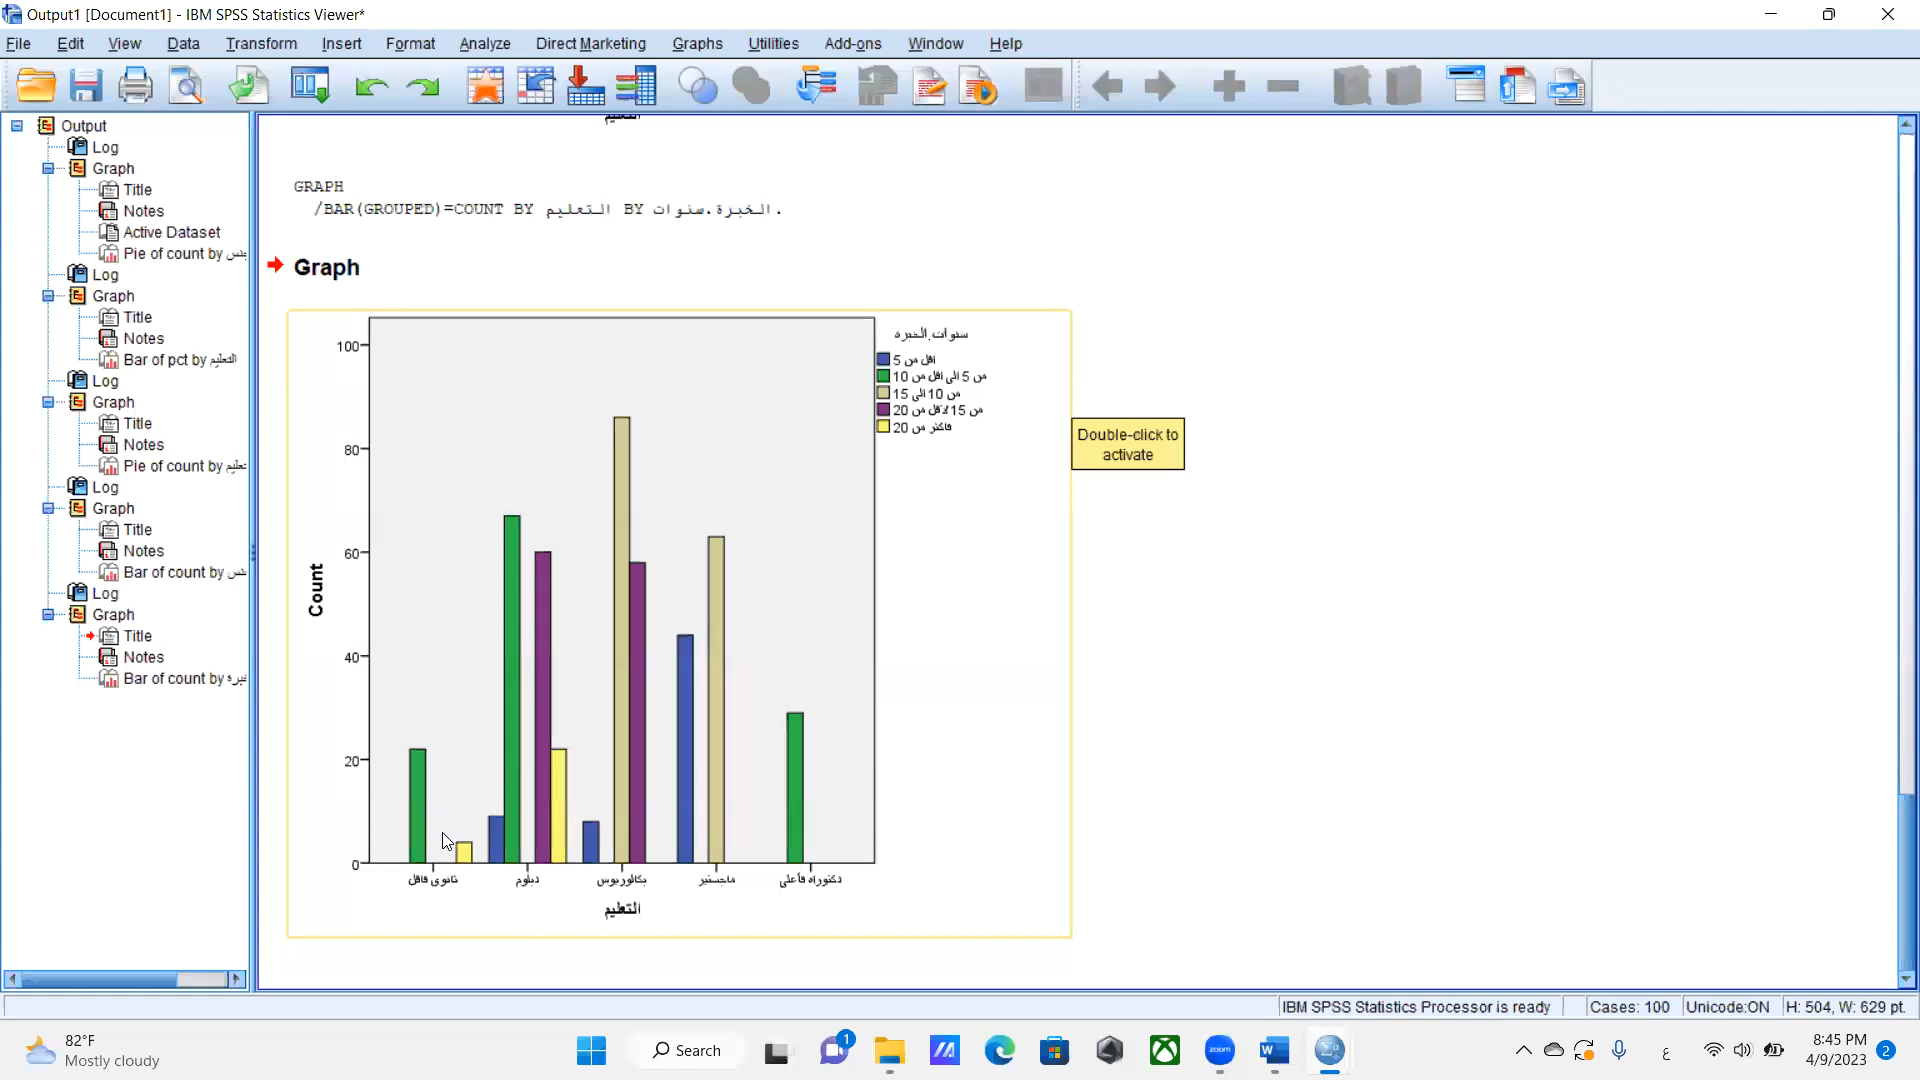 Output1 [Document1] - IBM SPSS Statistics Viewer*
File Edit View Data Transform Insert Format Analyze Direct Marketing Graphs Utilities Add-ons Window Help
Output
Log
Graph
Title
Notes
Active Dataset
Pie of count by
Log
Graph
Title
Notes
Bar of pct by التعليم
Log
Graph
Title
Notes
Pie of count by
Log
Graph
Title
Notes
Bar of count by
Log
Graph
Title
Notes
Bar of count by
التعليم
GRAPH
/BAR(GROUPED)=COUNT BY التعليم BY سنوات.الخبرة.
Graph
100
80
60
40
20
0
Count
ثانوى فاقل
دبلوم
بكالوريوس
ماجستير
دكتوراه فأعلى
التعليم
سنوات.الخبره
اقل من 5
من 5 الى اقل من 10
من 10 الى 15
من 15 لاقل من 20
فاكثر من 20
Double-click to
activate
IBM SPSS Statistics Processor is ready
Cases: 100
Unicode:ON
H: 504, W: 629 pt.
82°F
Mostly cloudy
Search
1
zoom
W
ع
8:45 PM
4/9/2023
2